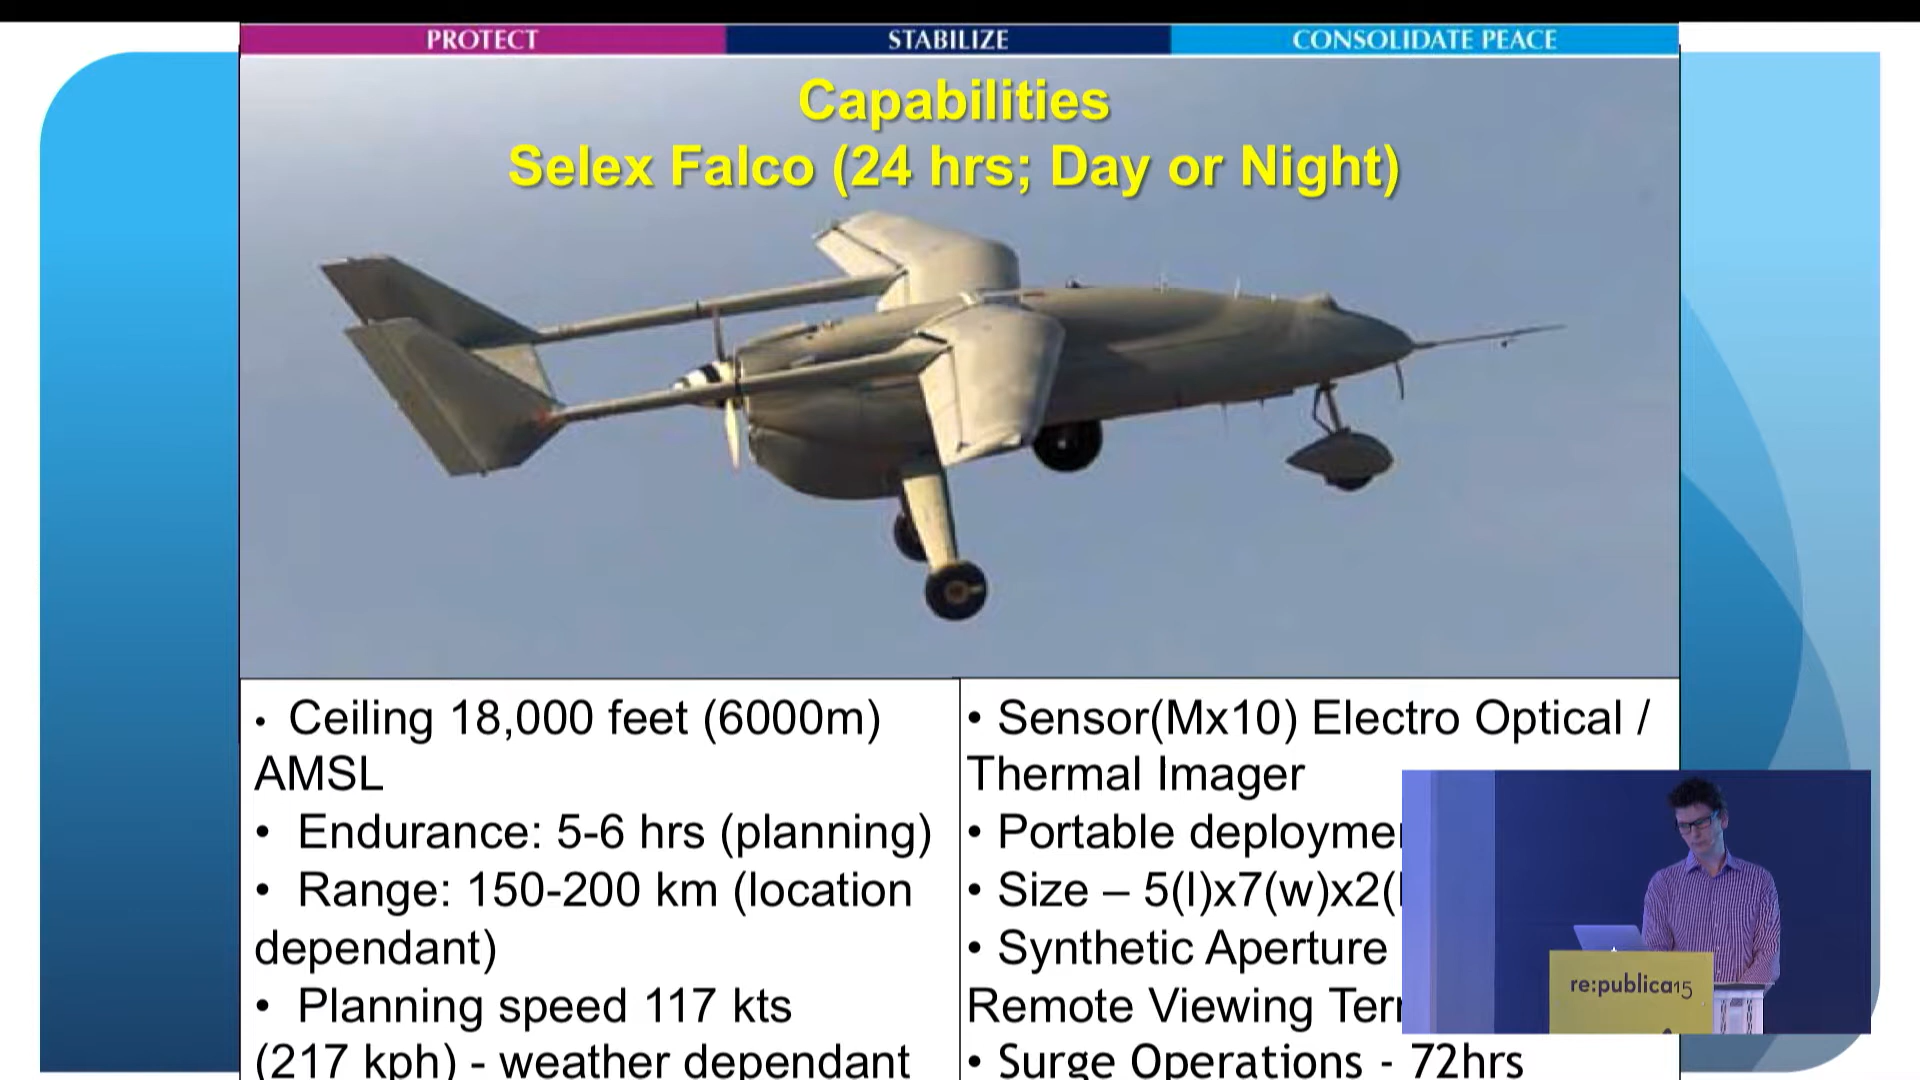 PROTECT STABILIZE CONSOLIDATE PEACE
Capabilities
Selex Falco (24 hrs; Day or Night)
• Ceiling 18,000 feet (6000m)
AMSL
• Endurance: 5-6 hrs (planning)
• Range: 150-200 km (location
dependant)
• Planning speed 117 kts
(217 kph) - weather dependant
• Sensor(Mx10) Electro Optical /
Thermal Imager
• Portable
• Size – 5(l)x7(w)x2(
• Synthetic Aperture
Remote Viewing
• Surge Operations - 72hrs
re:publica15